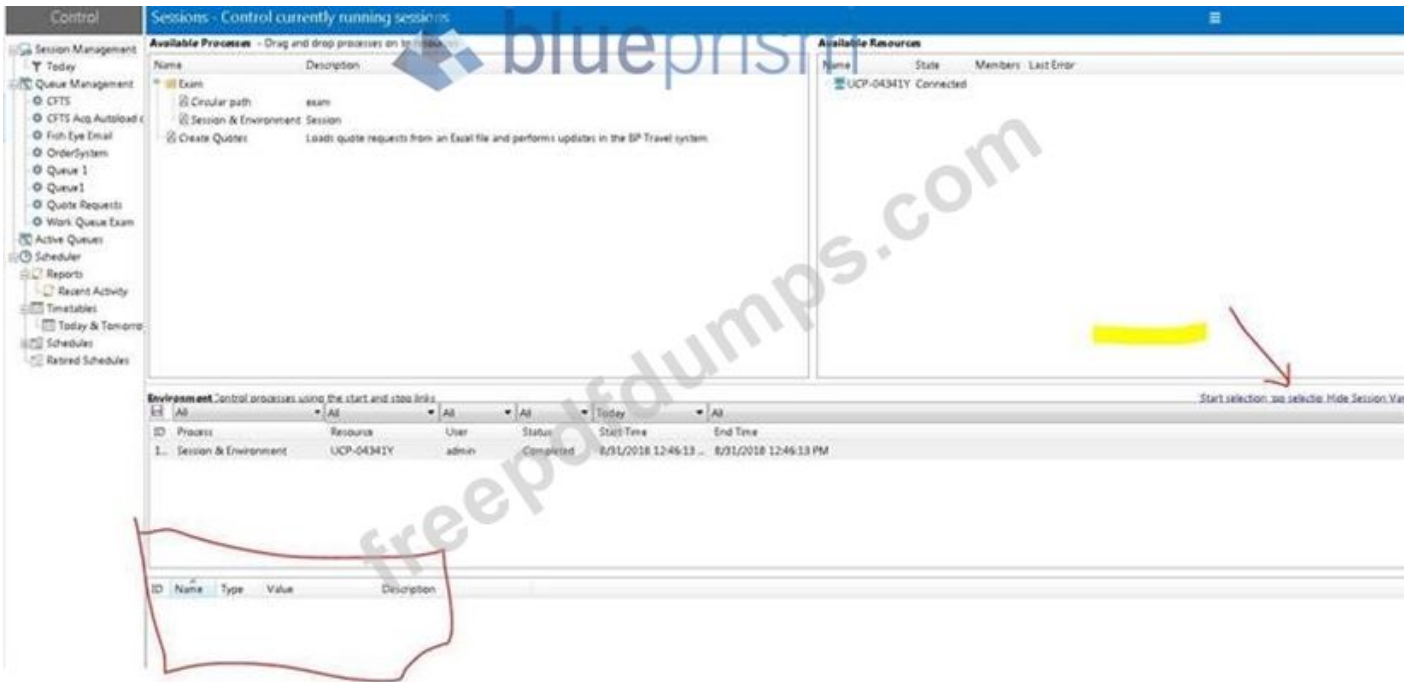 Control
Sessions - Control currently running sessions
blueprism
Session Management
Today
Queue Management
CFTS
CFTS Acq Autoload c
Fish Eye Email
OrderSystem
Queue 1
Queue1
Quote Requests
Work Queue Exam
Active Queues
Scheduler
Reports
Recent Activity
Timetables
Today & Tomorro
Schedules
Retired Schedules
Available Processes - Drag and drop processes on to resources
Name Description
Exam
Circular path exam
Session & Environment Session
Create Quotes Loads quote requests from an Excel file and performs updates in the BP Travel system
Available Resources
Name State Members Last Error
UCP-04341Y Connected
freepdfdumps.com
Environment Control processes using the start and stop links
Start selection Hide Session Var
All All All All Today All
ID Process Resource User Status Start Time End Time
1... Session & Environment UCP-04341Y admin Completed 8/31/2018 12:46:13 ... 8/31/2018 12:46:13 PM
ID Name Type Value Description